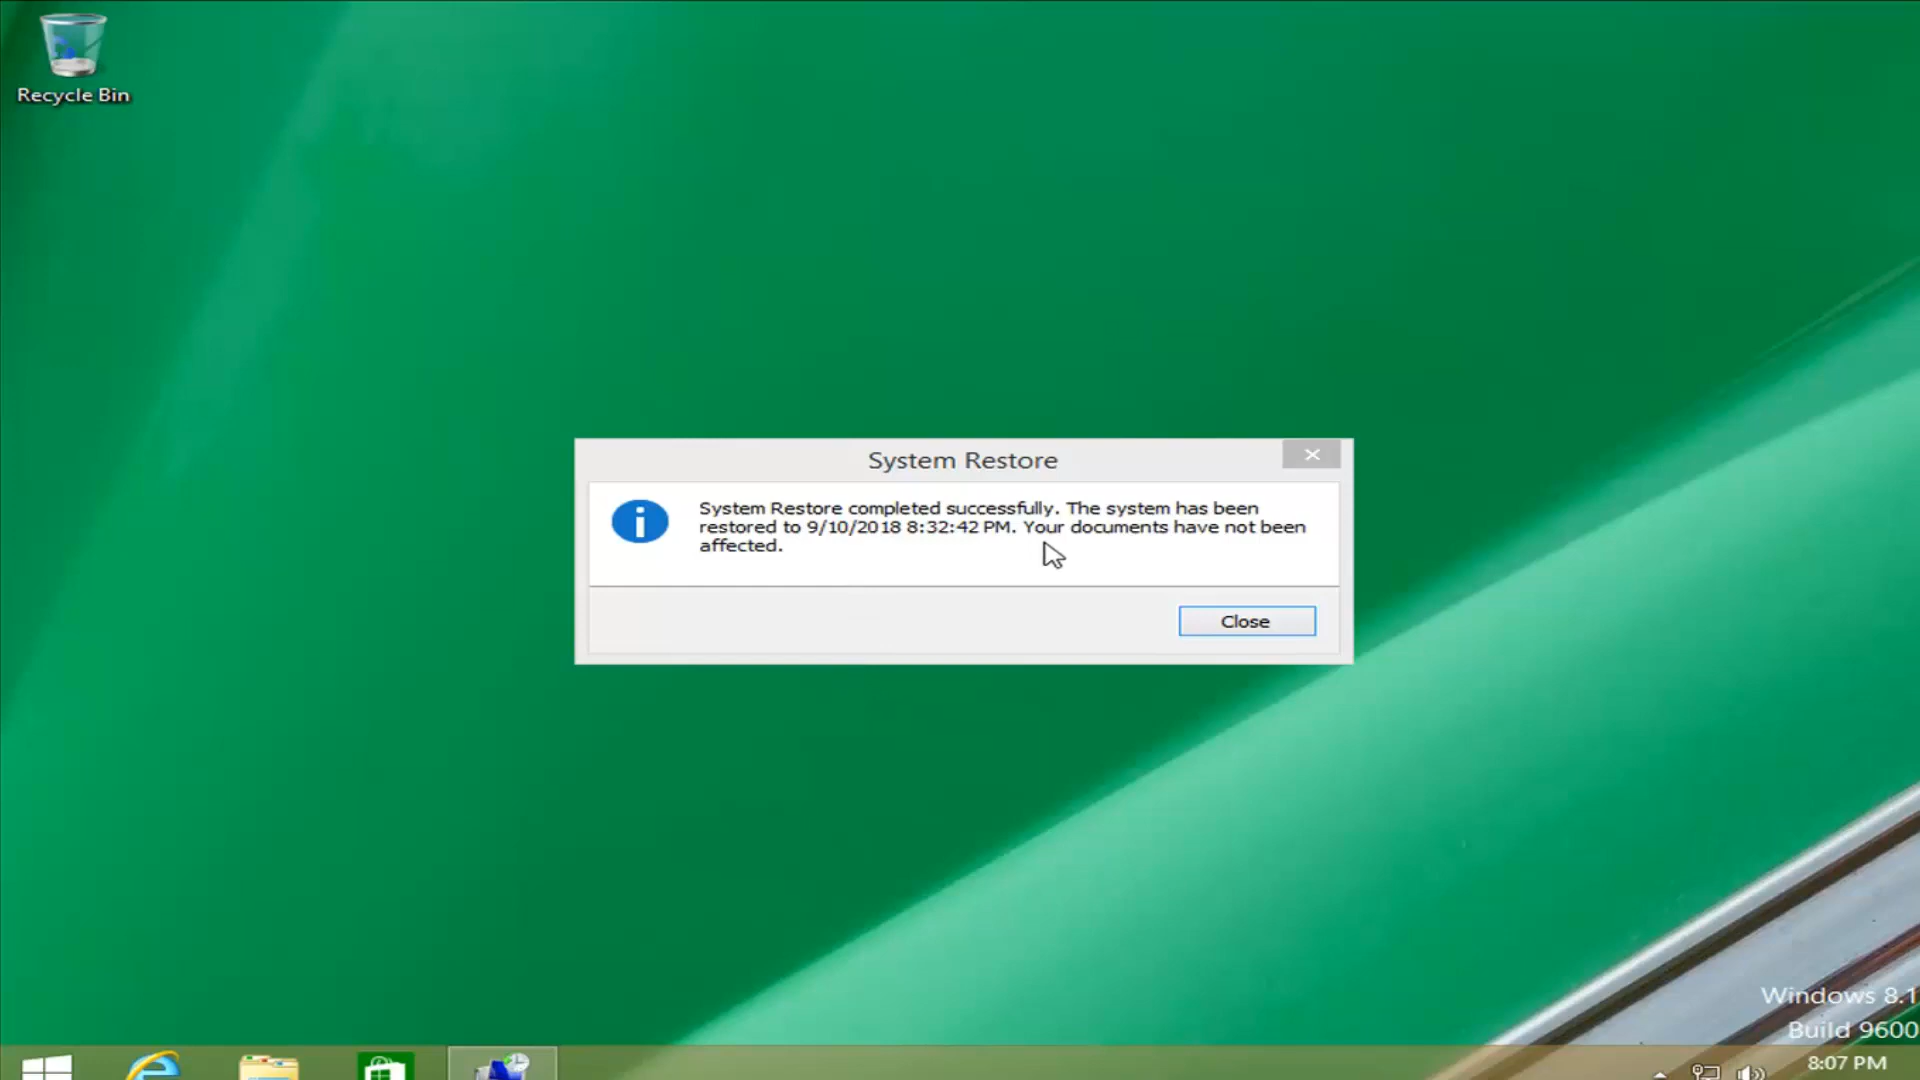 Recycle Bin
System Restore
System Restore completed successfully. The system has been
restored to 9/10/2018 8:32:42 PM. Your documents have not been
affected.
Close
Windows 8.1
Build 9600
8:07 PM